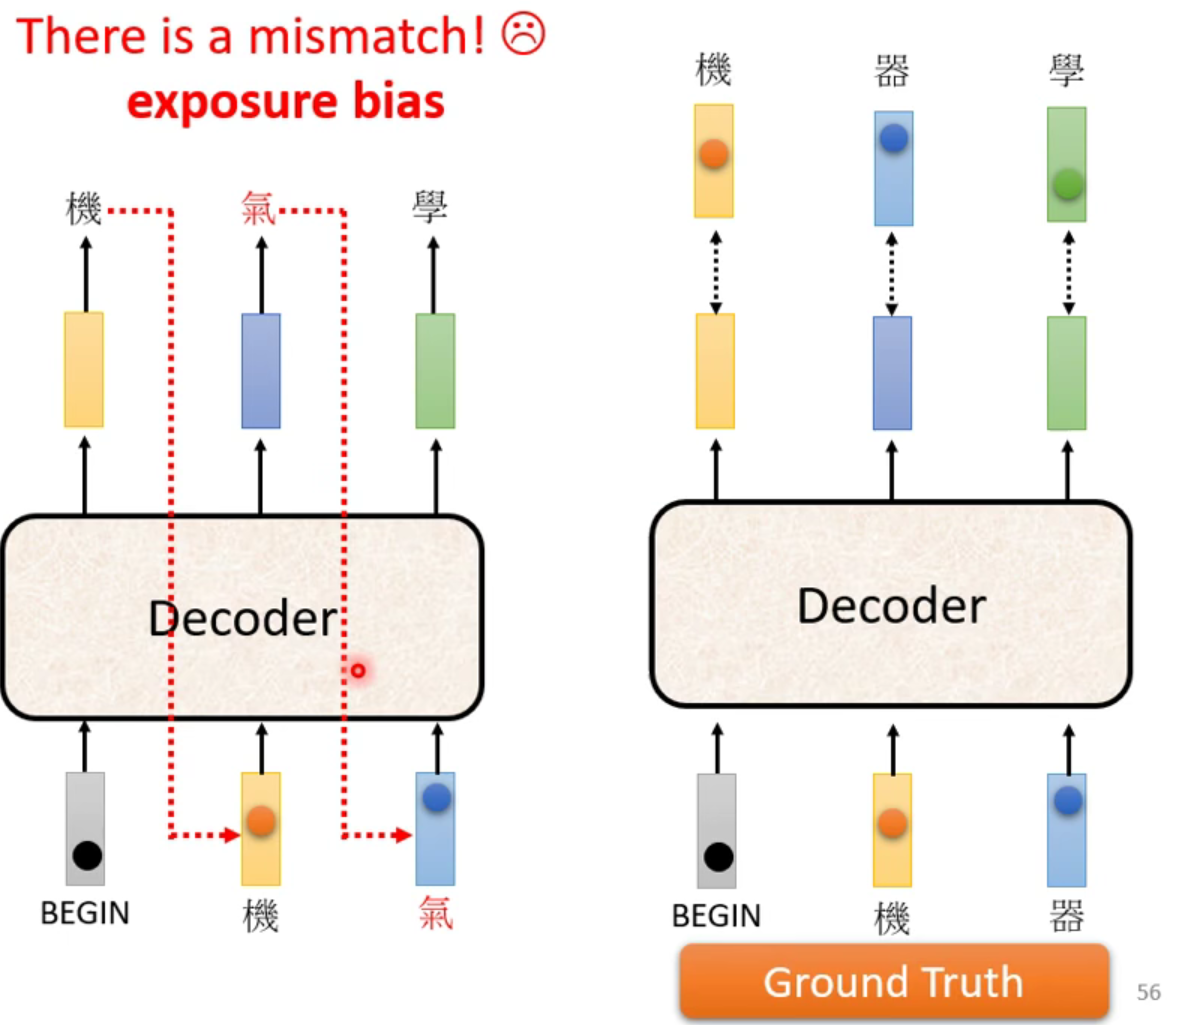 There is a mismatch! ☹
exposure bias
機 氣 學
Decoder
BEGIN 機 氣
機 器 學
Decoder
BEGIN 機 器
Ground Truth
56